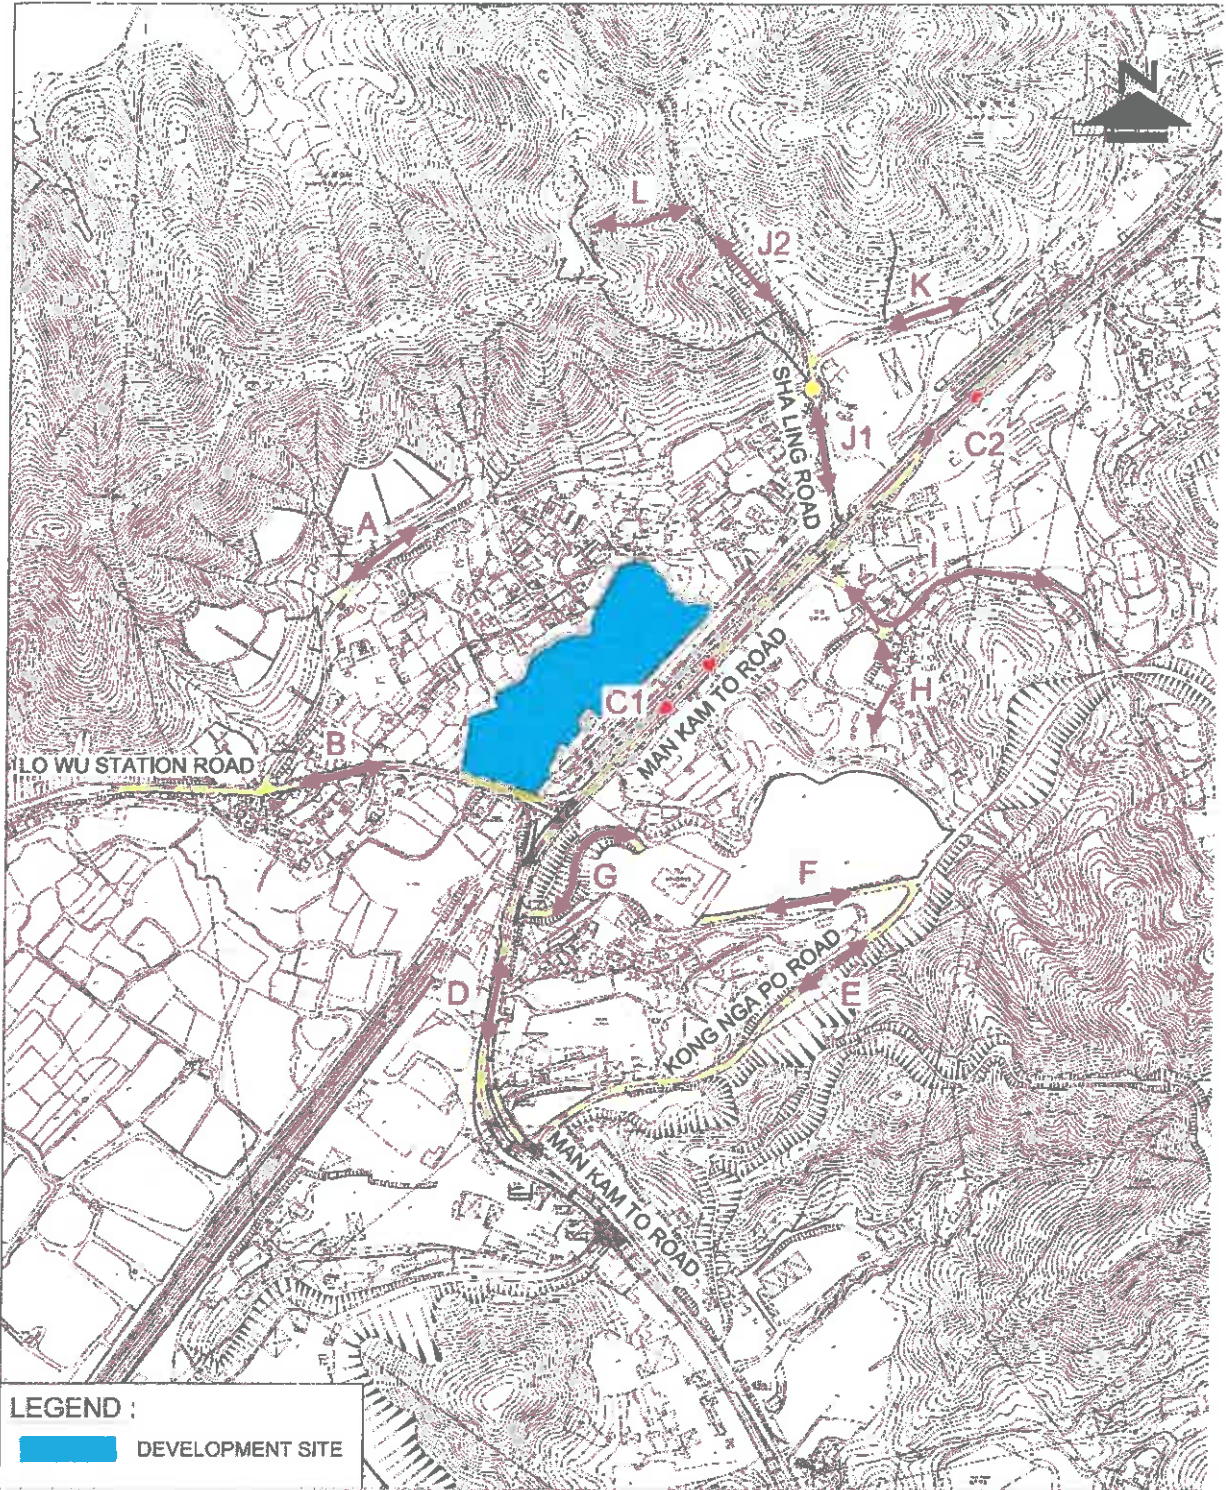 N
L
J2
K
SHA LING ROAD
J1
C2
A
I
C1
MAN KAM TO ROAD
H
B
LO WU STATION ROAD
G
F
D
KONG NGA PO ROAD
E
MAN KAM TO ROAD
LEGEND :
DEVELOPMENT SITE